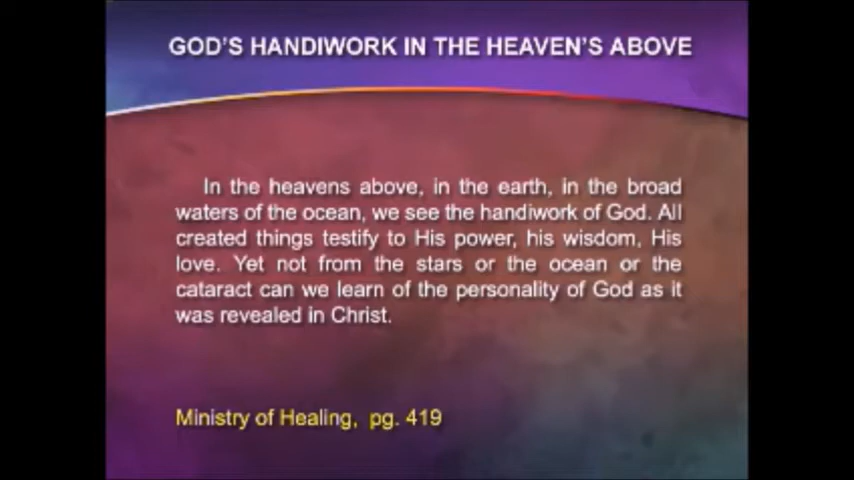 GOD'S HANDIWORK IN THE HEAVEN'S ABOVE
In the heavens above, in the earth, in the broad
waters of the ocean, we see the handiwork of God. All
created things testify to His power, his wisdom, His
love. Yet not from the stars or the ocean or the
cataract can we learn of the personality of God as it
was revealed in Christ.
Ministry of Healing, pg. 419